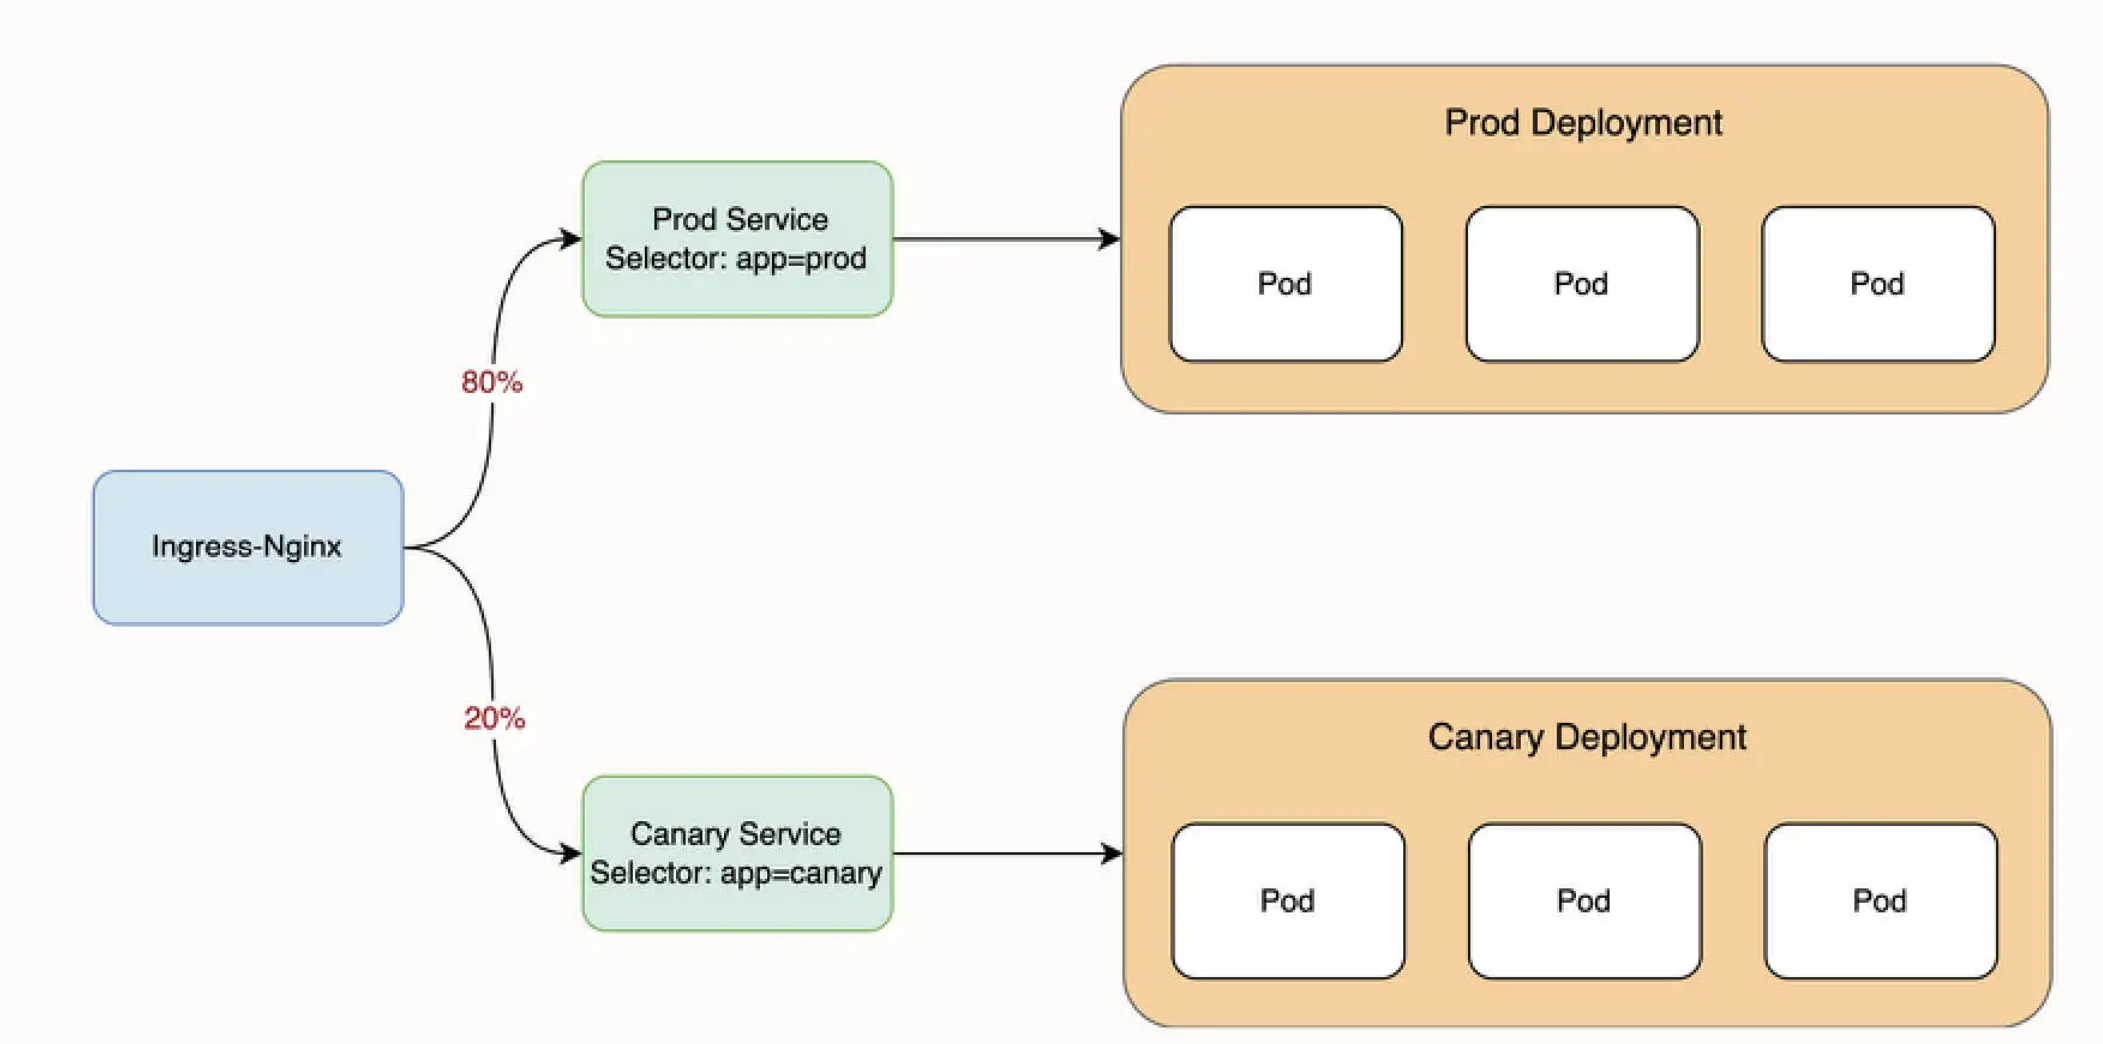 Prod Deployment
Prod Service
Selector: app=prod
Pod
Pod
Pod
80%
Ingress-Nginx
20%
Canary Deployment
Canary Service
Selector: app=canary
Pod
Pod
Pod